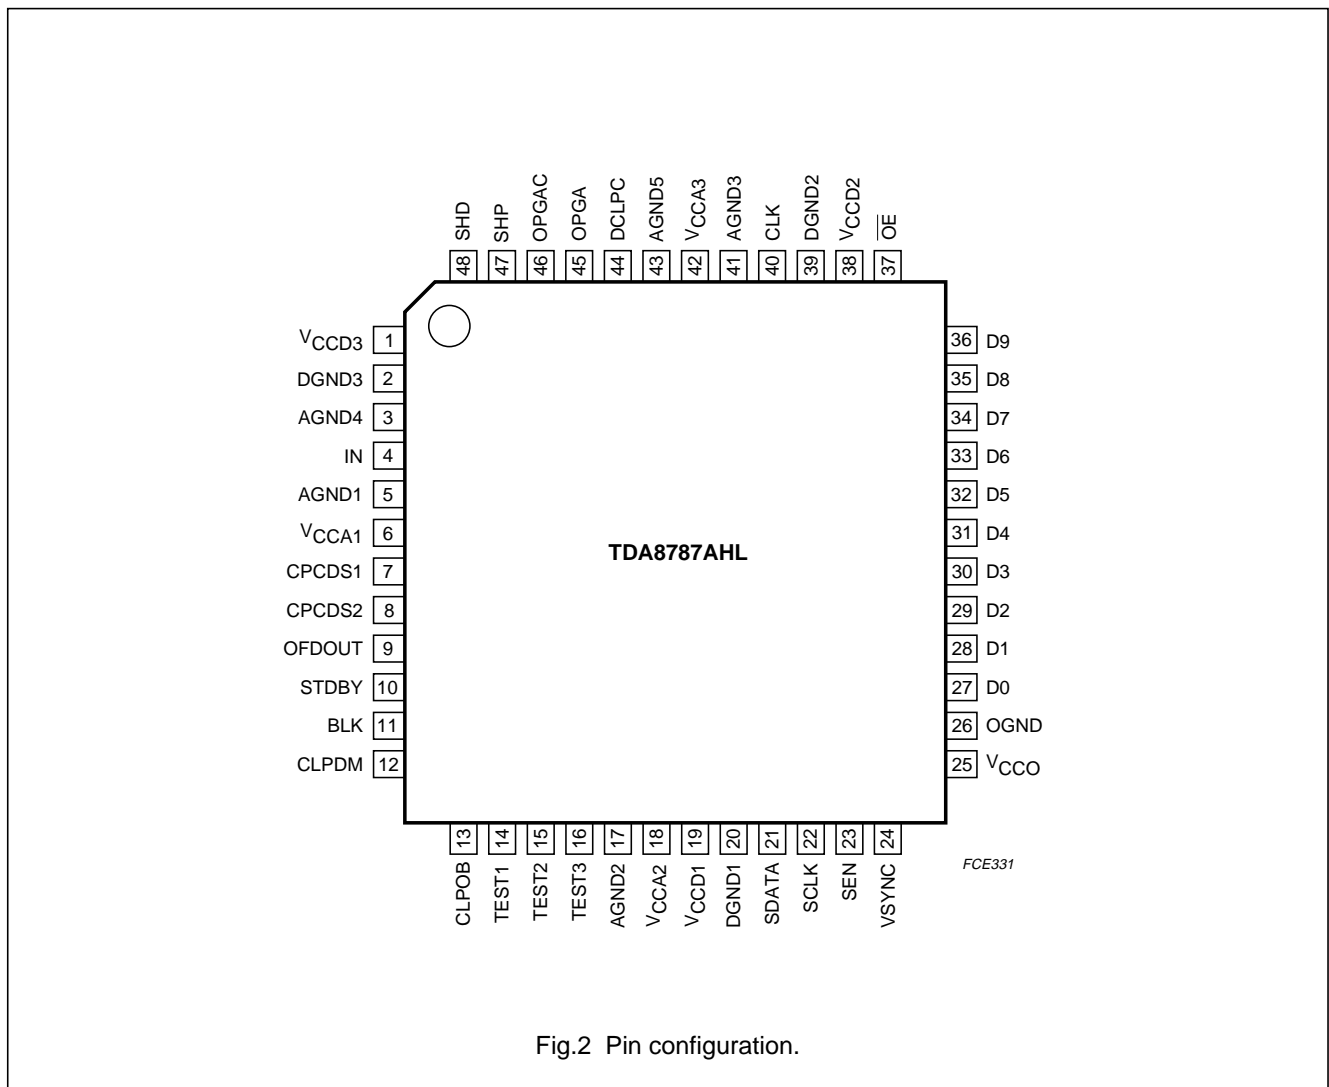 SHD
SHP
OPGAC
OPGA
DCLPC
AGND5
VCCA3
AGND3
CLK
DGND2
VCCD2
O̅E̅
48
47
46
45
44
43
42
41
40
39
38
37
VCCD3 1
DGND3 2
AGND4 3
IN 4
AGND1 5
VCCA1 6
CPCDS1 7
CPCDS2 8
OFDOUT 9
STDBY 10
BLK 11
CLPDM 12
TDA8787AHL
36 D9
35 D8
34 D7
33 D6
32 D5
31 D4
30 D3
29 D2
28 D1
27 D0
26 OGND
25 VCCO
13
14
15
16
17
18
19
20
21
22
23
24
CLPOB
TEST1
TEST2
TEST3
AGND2
VCCA2
VCCD1
DGND1
SDATA
SCLK
SEN
VSYNC
FCE331
Fig.2 Pin configuration.